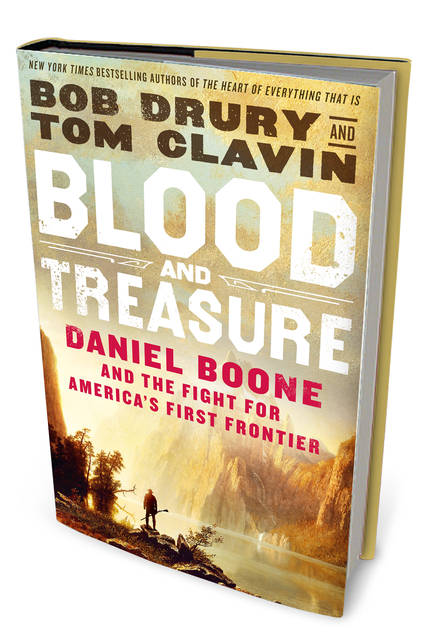 NEW YORK TIMES BESTSELLING AUTHORS OF THE HEART OF EVERYTHING THAT IS
BOB DRURY AND
TOM CLAVIN
BLOOD
AND
TREASURE
DANIEL BOONE
AND THE FIGHT FOR
AMERICA'S FIRST FRONTIER